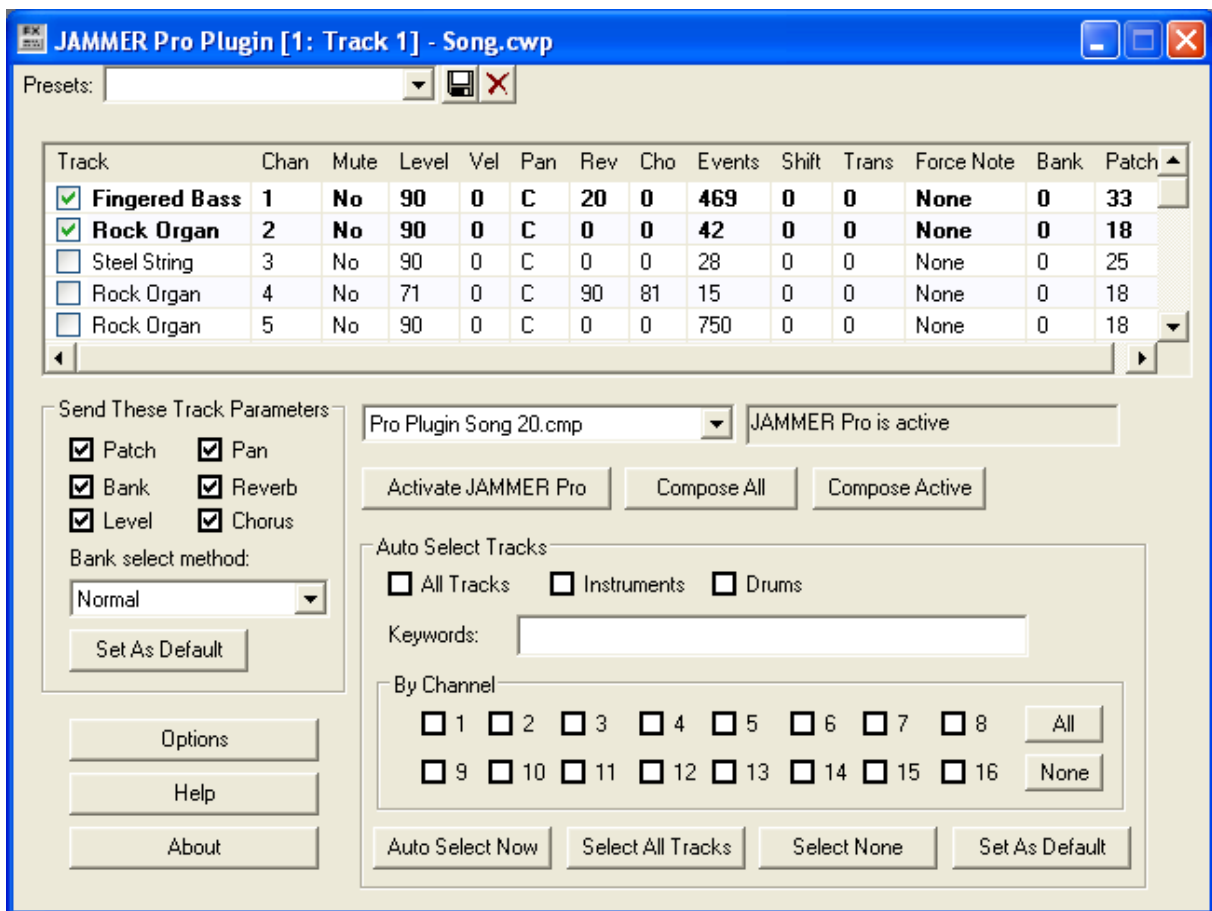 JAMMER Pro Plugin [1: Track 1] - Song.cwp
Presets:
Track Chan Mute Level Vel Pan Rev Cho Events Shift Trans Force Note Bank Patch
Fingered Bass 1 No 90 0 C 20 0 469 0 0 None 0 33
Rock Organ 2 No 90 0 C 0 0 42 0 0 None 0 18
Steel String 3 No 90 0 C 0 0 28 0 0 None 0 25
Rock Organ 4 No 71 0 C 90 81 15 0 0 None 0 18
Rock Organ 5 No 90 0 C 0 0 750 0 0 None 0 18
Send These Track Parameters
Patch Pan
Bank Reverb
Level Chorus
Bank select method:
Normal
Set As Default
Options
Help
About
Pro Plugin Song 20.cmp JAMMER Pro is active
Activate JAMMER Pro Compose All Compose Active
Auto Select Tracks
All Tracks Instruments Drums
Keywords:
By Channel
1 2 3 4 5 6 7 8 All
9 10 11 12 13 14 15 16 None
Auto Select Now Select All Tracks Select None Set As Default